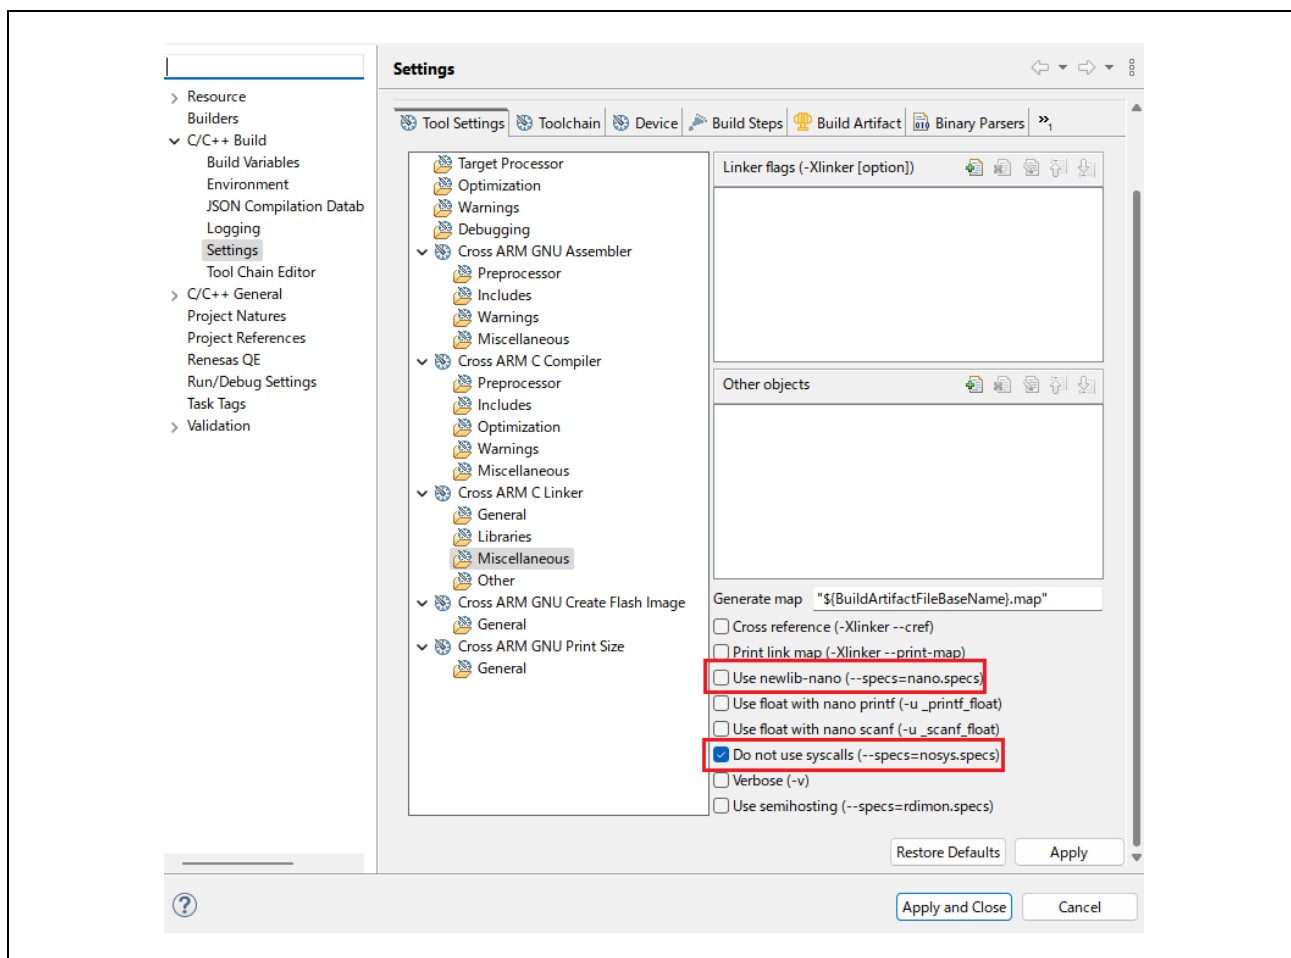 Settings
Resource
Builders
C/C++ Build
Build Variables
Environment
JSON Compilation Datab
Logging
Settings
Tool Chain Editor
C/C++ General
Project Natures
Project References
Renesas QE
Run/Debug Settings
Task Tags
Validation
Tool Settings Toolchain Device Build Steps Build Artifact Binary Parsers »1
Target Processor
Optimization
Warnings
Debugging
Cross ARM GNU Assembler
Preprocessor
Includes
Warnings
Miscellaneous
Cross ARM C Compiler
Preprocessor
Includes
Optimization
Warnings
Miscellaneous
Cross ARM C Linker
General
Libraries
Miscellaneous
Other
Cross ARM GNU Create Flash Image
General
Cross ARM GNU Print Size
General
Linker flags (-Xlinker [option])
Other objects
Generate map "${BuildArtifactFileBaseName}.map"
Cross reference (-Xlinker --cref)
Print link map (-Xlinker --print-map)
Use newlib-nano (--specs=nano.specs)
Use float with nano printf (-u _printf_float)
Use float with nano scanf (-u _scanf_float)
Do not use syscalls (--specs=nosys.specs)
Verbose (-v)
Use semihosting (--specs=rdimon.specs)
Restore Defaults Apply
? Apply and Close Cancel